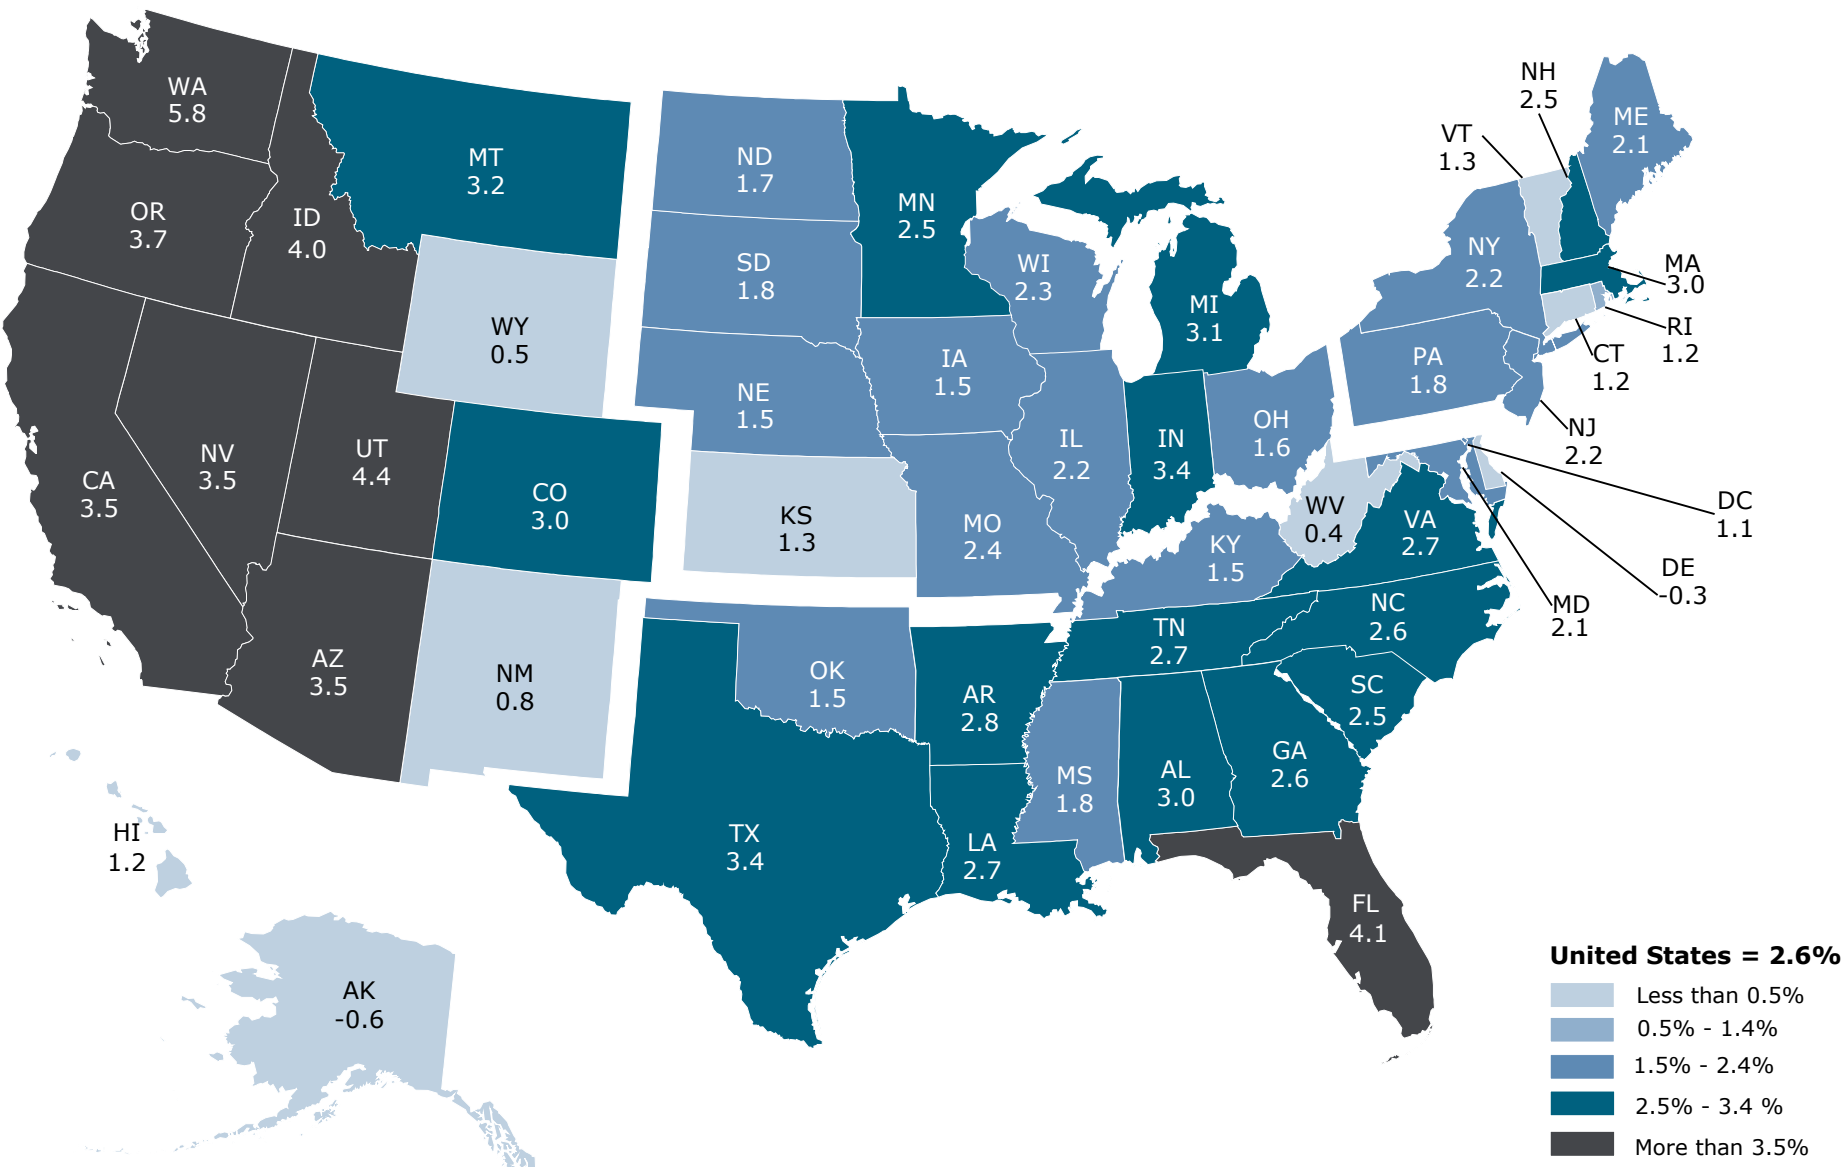 WA
5.8
OR
3.7
ID
4.0
MT
3.2
WY
0.5
CA
3.5
NV
3.5
UT
4.4
CO
3.0
AZ
3.5
NM
0.8
ND
1.7
SD
1.8
NE
1.5
KS
1.3
OK
1.5
TX
3.4
MN
2.5
IA
1.5
MO
2.4
AR
2.8
LA
2.7
WI
2.3
IL
2.2
MI
3.1
IN
3.4
OH
1.6
KY
1.5
TN
2.7
MS
1.8
AL
3.0
GA
2.6
FL
4.1
SC
2.5
NC
2.6
VA
2.7
WV
0.4
PA
1.8
NY
2.2
VT
1.3
NH
2.5
ME
2.1
MA
3.0
RI
1.2
CT
1.2
NJ
2.2
DC
1.1
DE
-0.3
MD
2.1
HI
1.2
AK
-0.6
United States = 2.6%
Less than 0.5%
0.5% - 1.4%
1.5% - 2.4%
2.5% - 3.4 %
More than 3.5%